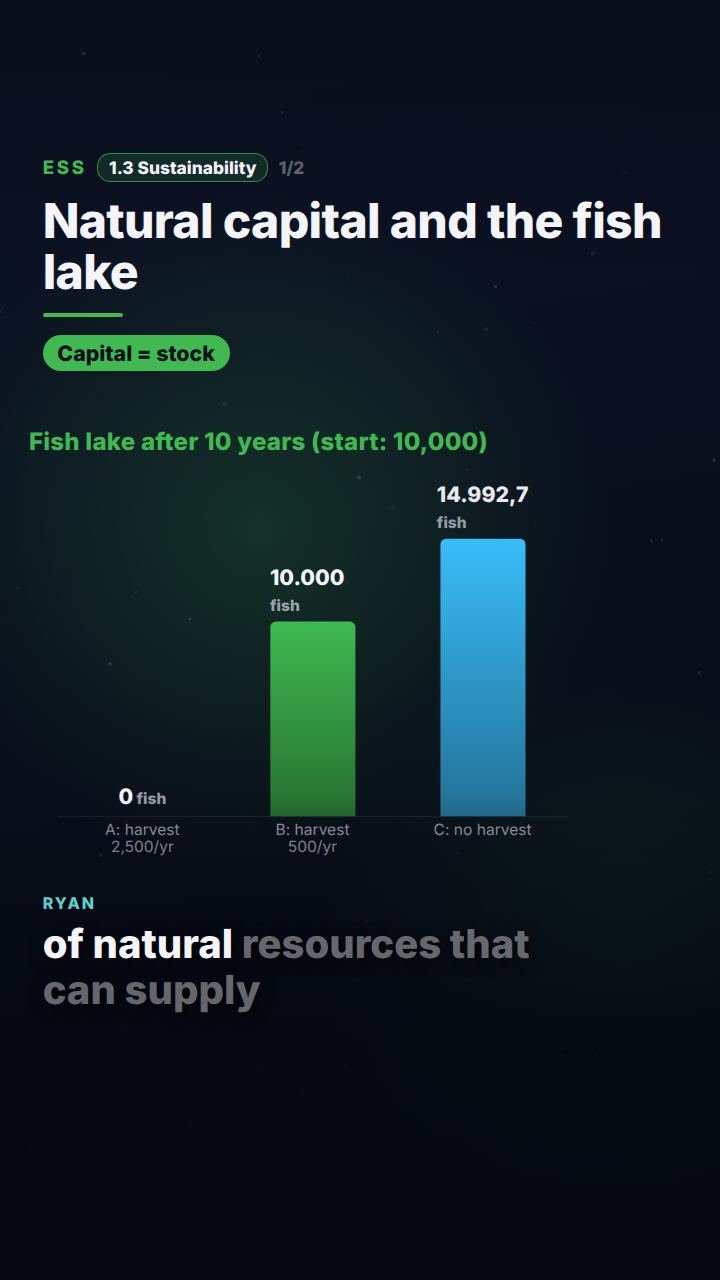 ESS 1.3 Sustainability 1/2
Natural capital and the fish
lake
Capital = stock
Fish lake after 10 years (start: 10,000)
14.992,7
fish
10.000
fish
0 fish
A: harvest
2,500/yr
B: harvest
500/yr
C: no harvest
RYAN
of natural resources that
can supply